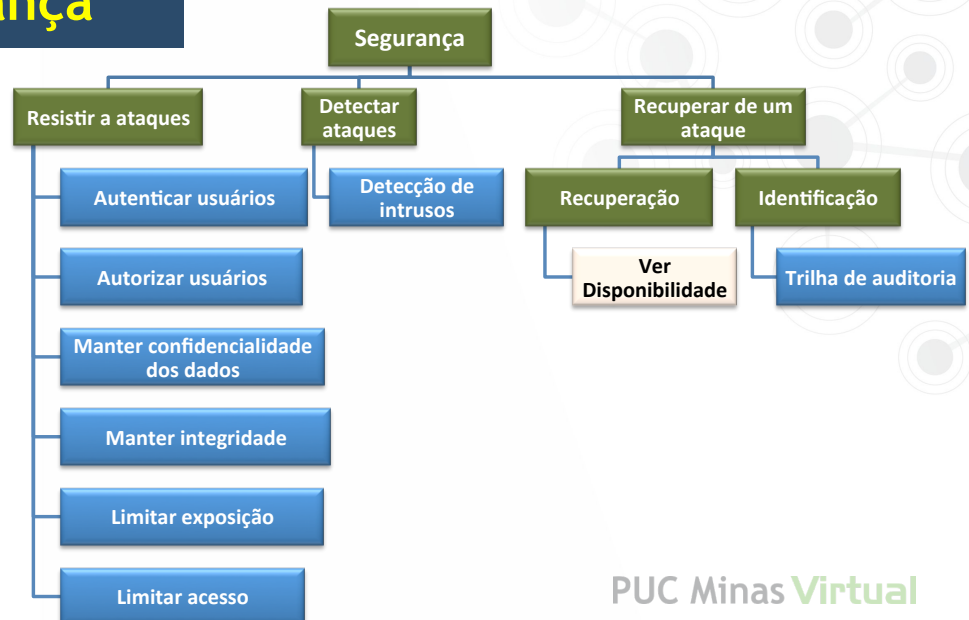 ança
Segurança
Resistir a ataques
Detectar
ataques
Recuperar de um
ataque
Autenticar usuários
Detecção de
intrusos
Recuperação
Identificação
Autorizar usuários
Ver
Disponibilidade
Trilha de auditoria
Manter confidencialidade
dos dados
Manter integridade
Limitar exposição
Limitar acesso
PUC Minas Virtual